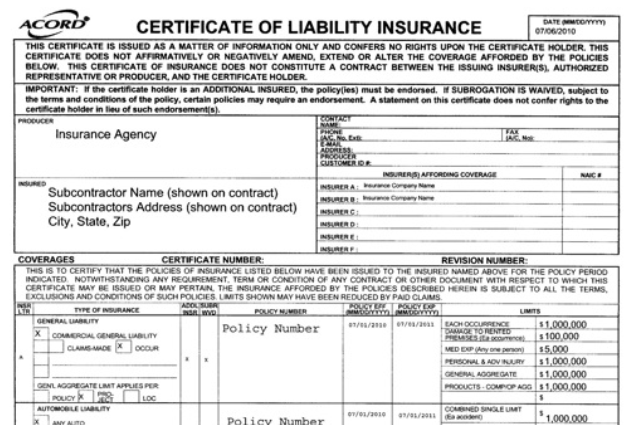 ACORD
CERTIFICATE OF LIABILITY INSURANCE
DATE (MM/DD/YYYY)
07/06/2010
THIS CERTIFICATE IS ISSUED AS A MATTER OF INFORMATION ONLY AND CONFERS NO RIGHTS UPON THE CERTIFICATE HOLDER. THIS
CERTIFICATE DOES NOT AFFIRMATIVELY OR NEGATIVELY AMEND, EXTEND OR ALTER THE COVERAGE AFFORDED BY THE POLICIES
BELOW. THIS CERTIFICATE OF INSURANCE DOES NOT CONSTITUTE A CONTRACT BETWEEN THE ISSUING INSURER(S), AUTHORIZED
REPRESENTATIVE OR PRODUCER, AND THE CERTIFICATE HOLDER.
IMPORTANT: If the certificate holder is an ADDITIONAL INSURED, the policy(ies) must be endorsed. If SUBROGATION IS WAIVED, subject to
the terms and conditions of the policy, certain policies may require an endorsement. A statement on this certificate does not confer rights to the
certificate holder in lieu of such endorsement(s).
PRODUCER
Insurance Agency
CONTACT
NAME:
PHONE
(A/C, No, Ext):
FAX
(A/C, No):
E-MAIL
ADDRESS:
PRODUCER
CUSTOMER ID #:
INSURER(S) AFFORDING COVERAGE NAIC #
INSURED
Subcontractor Name (shown on contract)
Subcontractors Address (shown on contract)
City, State, Zip
INSURER A : Insurance Company Name
INSURER B : Insurance Company Name
INSURER C :
INSURER D :
INSURER E :
INSURER F :
COVERAGES CERTIFICATE NUMBER: REVISION NUMBER:
THIS IS TO CERTIFY THAT THE POLICIES OF INSURANCE LISTED BELOW HAVE BEEN ISSUED TO THE INSURED NAMED ABOVE FOR THE POLICY PERIOD
INDICATED. NOTWITHSTANDING ANY REQUIREMENT, TERM OR CONDITION OF ANY CONTRACT OR OTHER DOCUMENT WITH RESPECT TO WHICH THIS
CERTIFICATE MAY BE ISSUED OR MAY PERTAIN, THE INSURANCE AFFORDED BY THE POLICIES DESCRIBED HEREIN IS SUBJECT TO ALL THE TERMS,
EXCLUSIONS AND CONDITIONS OF SUCH POLICIES. LIMITS SHOWN MAY HAVE BEEN REDUCED BY PAID CLAIMS.
INSR
LTR
TYPE OF INSURANCE
ADDL SUBR
INSR WVD
POLICY NUMBER
POLICY EFF
(MM/DD/YYYY)
POLICY EXP
(MM/DD/YYYY)
LIMITS
A
GENERAL LIABILITY
X COMMERCIAL GENERAL LIABILITY
CLAIMS-MADE X OCCUR
GEN'L AGGREGATE LIMIT APPLIES PER
POLICY X PROJECT LOC
X X
Policy Number
07/01/2010 07/01/2011
EACH OCCURRENCE $ 1,000,000
DAMAGE TO RENTED
PREMISES (Ea occurrence) $ 100,000
MED EXP (Any one person) $ 5,000
PERSONAL & ADV INJURY $ 1,000,000
GENERAL AGGREGATE $ 1,000,000
PRODUCTS - COMP/OP AGG $ 1,000,000
$
AUTOMOBILE LIABILITY
X ANY AUTO
Policy Number
07/01/2010 07/01/2011
COMBINED SINGLE LIMIT
(Ea accident) $ 1,000,000